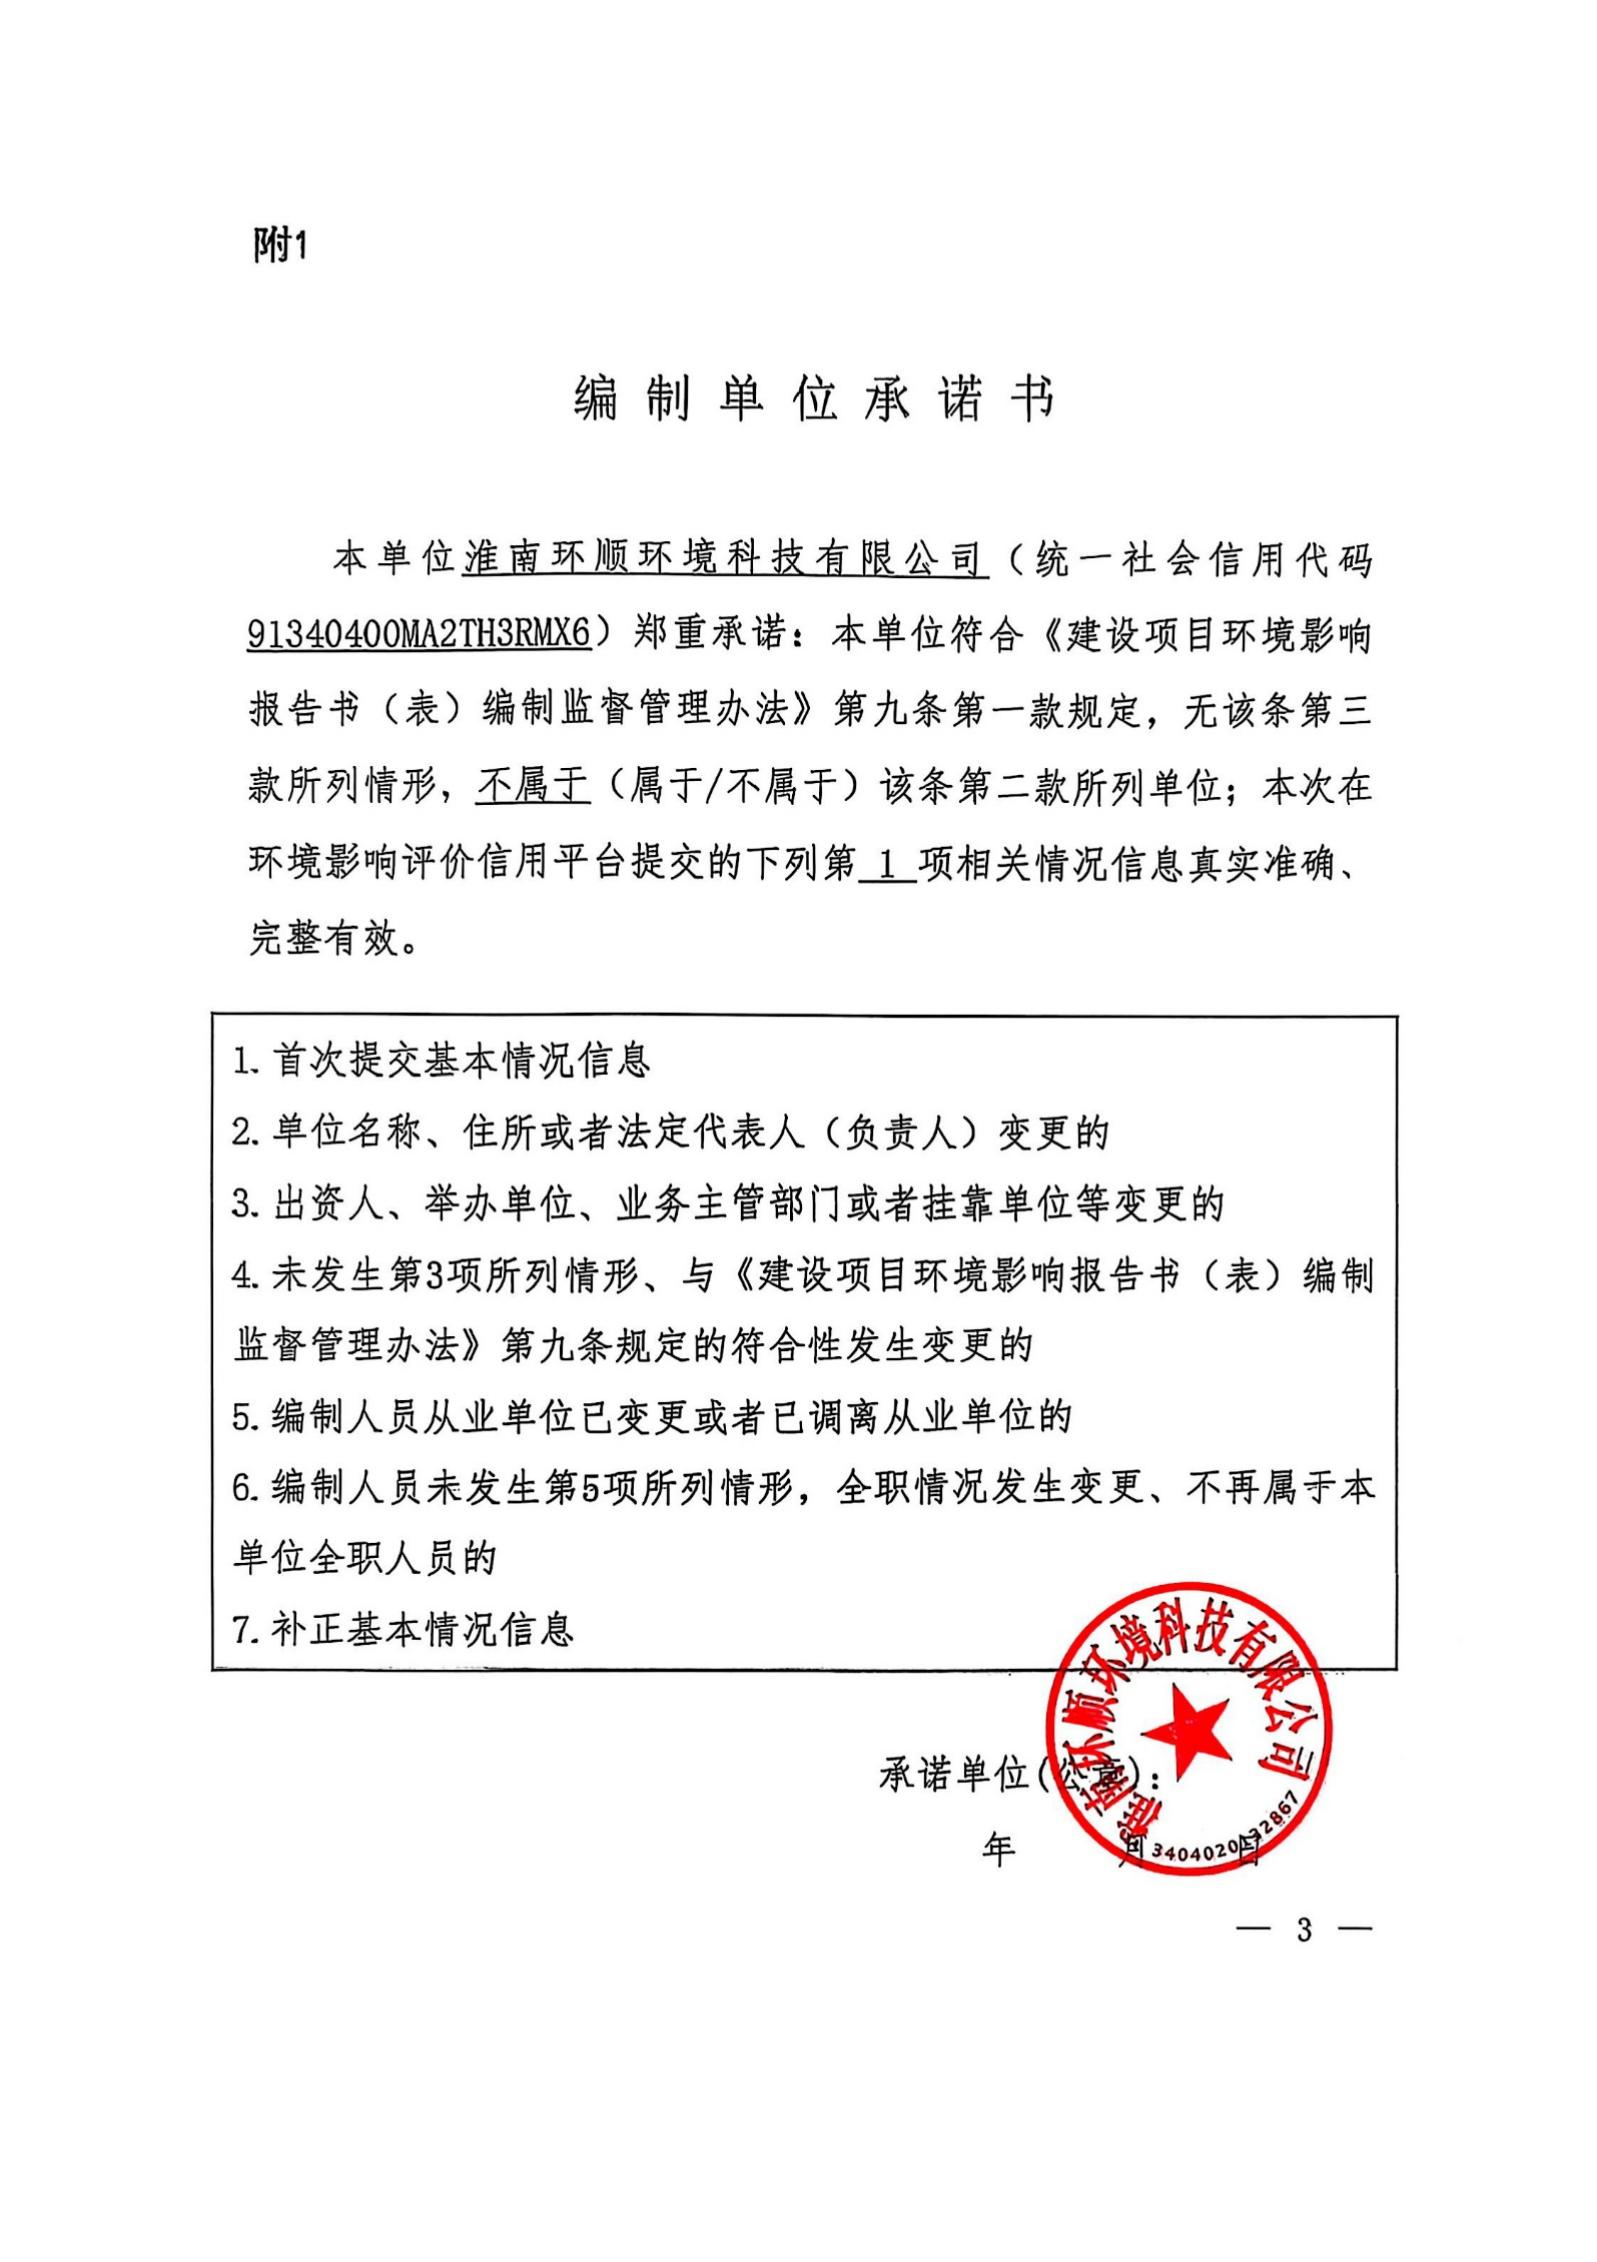 附1
编制单位承诺书
本单位淮南环顺环境科技有限公司（统一社会信用代码
91340400MA2TH3RMX6）郑重承诺：本单位符合《建设项目环境影响
报告书（表）编制监督管理办法》第九条第一款规定，无该条第三
款所列情形，不属于（属于/不属于）该条第二款所列单位；本次在
环境影响评价信用平台提交的下列第 1 项相关情况信息真实准确、
完整有效。
1. 首次提交基本情况信息
2. 单位名称、住所或者法定代表人（负责人）变更的
3. 出资人、举办单位、业务主管部门或者挂靠单位等变更的
4. 未发生第3项所列情形、与《建设项目环境影响报告书（表）编制
监督管理办法》第九条规定的符合性发生变更的
5. 编制人员从业单位已变更或者已调离从业单位的
6. 编制人员未发生第5项所列情形，全职情况发生变更、不再属于本
单位全职人员的
7. 补正基本情况信息
淮南环顺环境科技有限公司
承诺单位(公章)：
年 月 日
3404020132867
— 3 —